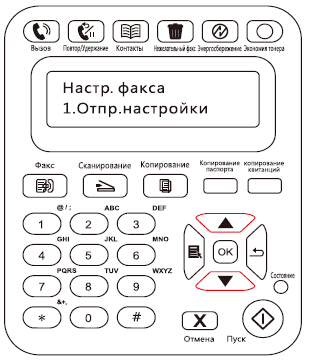 Вызов Повтор/Удержание Контакты Нежелательный факс Энергосбережение Экономия тонера
Настр. факса
1.Отпр.настройки
Факс Сканирование Копирование Копирование паспорта копирование квитанций
@ / : ABC DEF
1 2 3
GHI JKL MNO
4 5 6
OK
PQRS TUV WXYZ
7 8 9
Состояние
&+,
* 0 #
X
Отмена Пуск